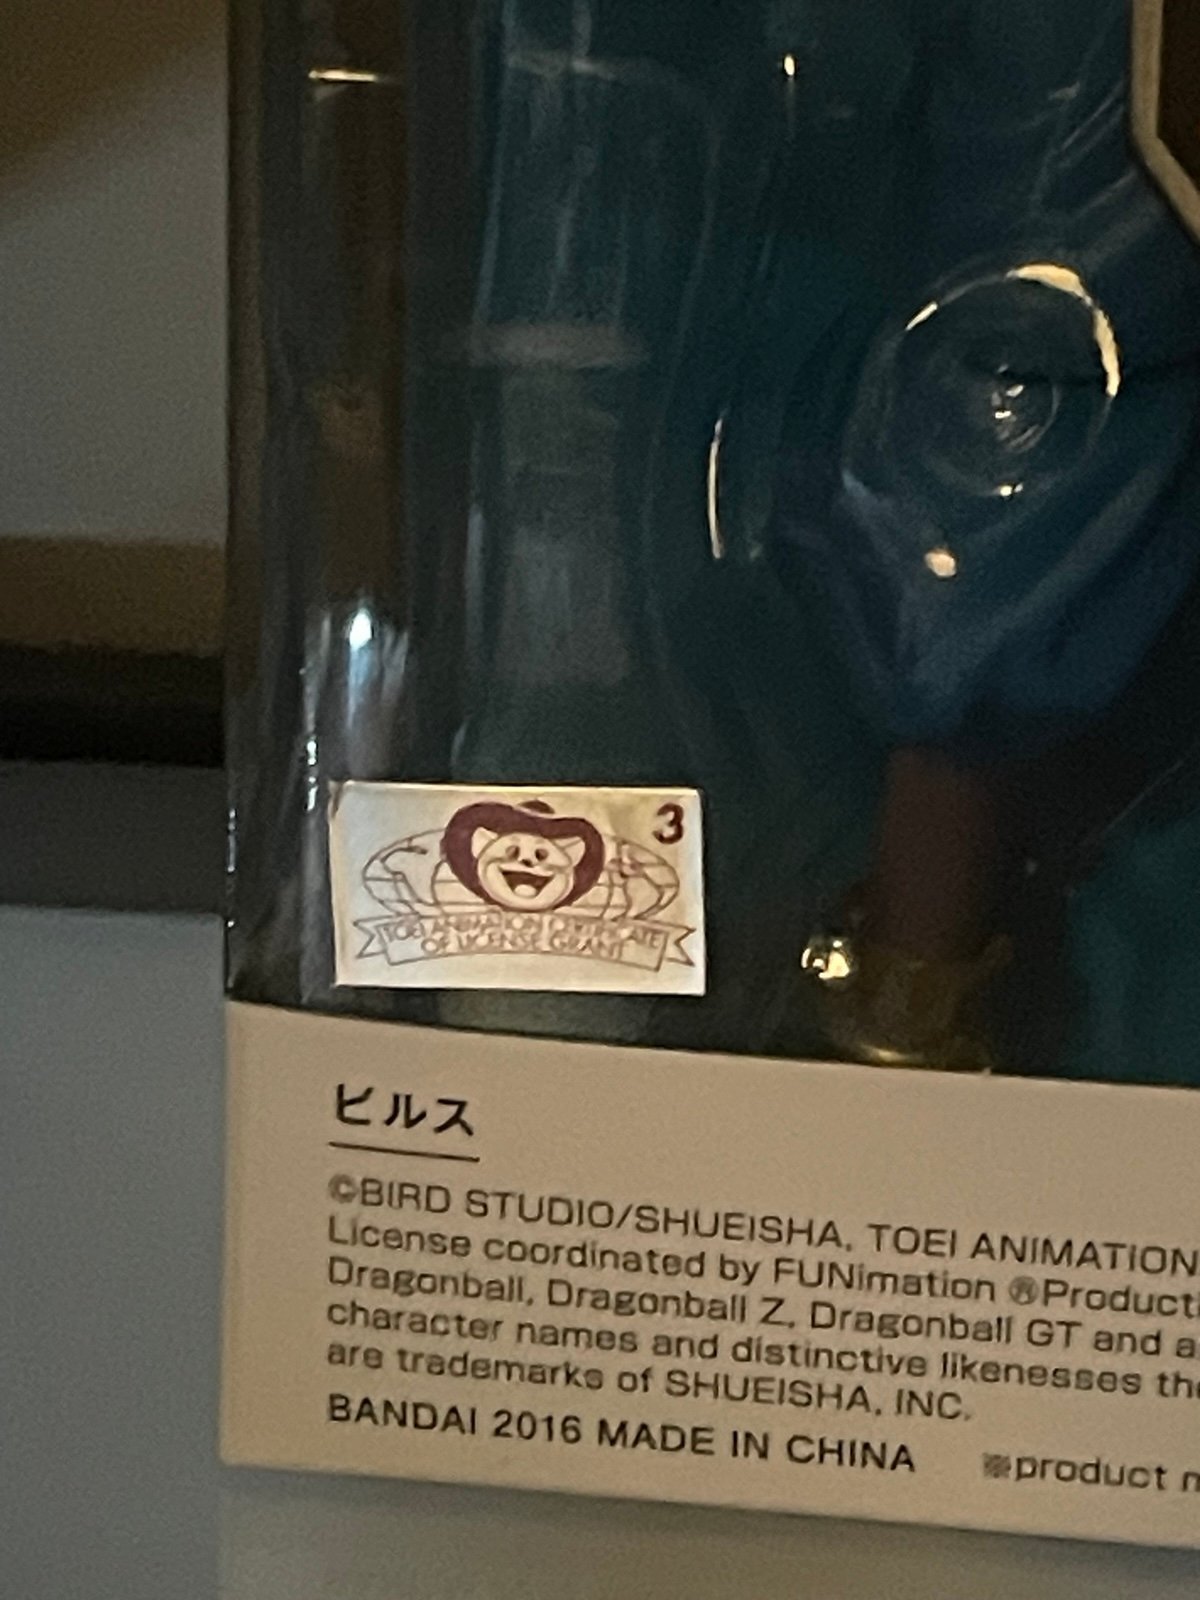 3
TOEI ANIMATION CERTIFICATE
OF LICENSE GRANT
ビルス
©BIRD STUDIO/SHUEISHA, TOEI ANIMATION
License coordinated by FUNimation ®Product
Dragonball, Dragonball Z, Dragonball GT and a
character names and distinctive likenesses the
are trademarks of SHUEISHA, INC.
BANDAI 2016 MADE IN CHINA ※product m